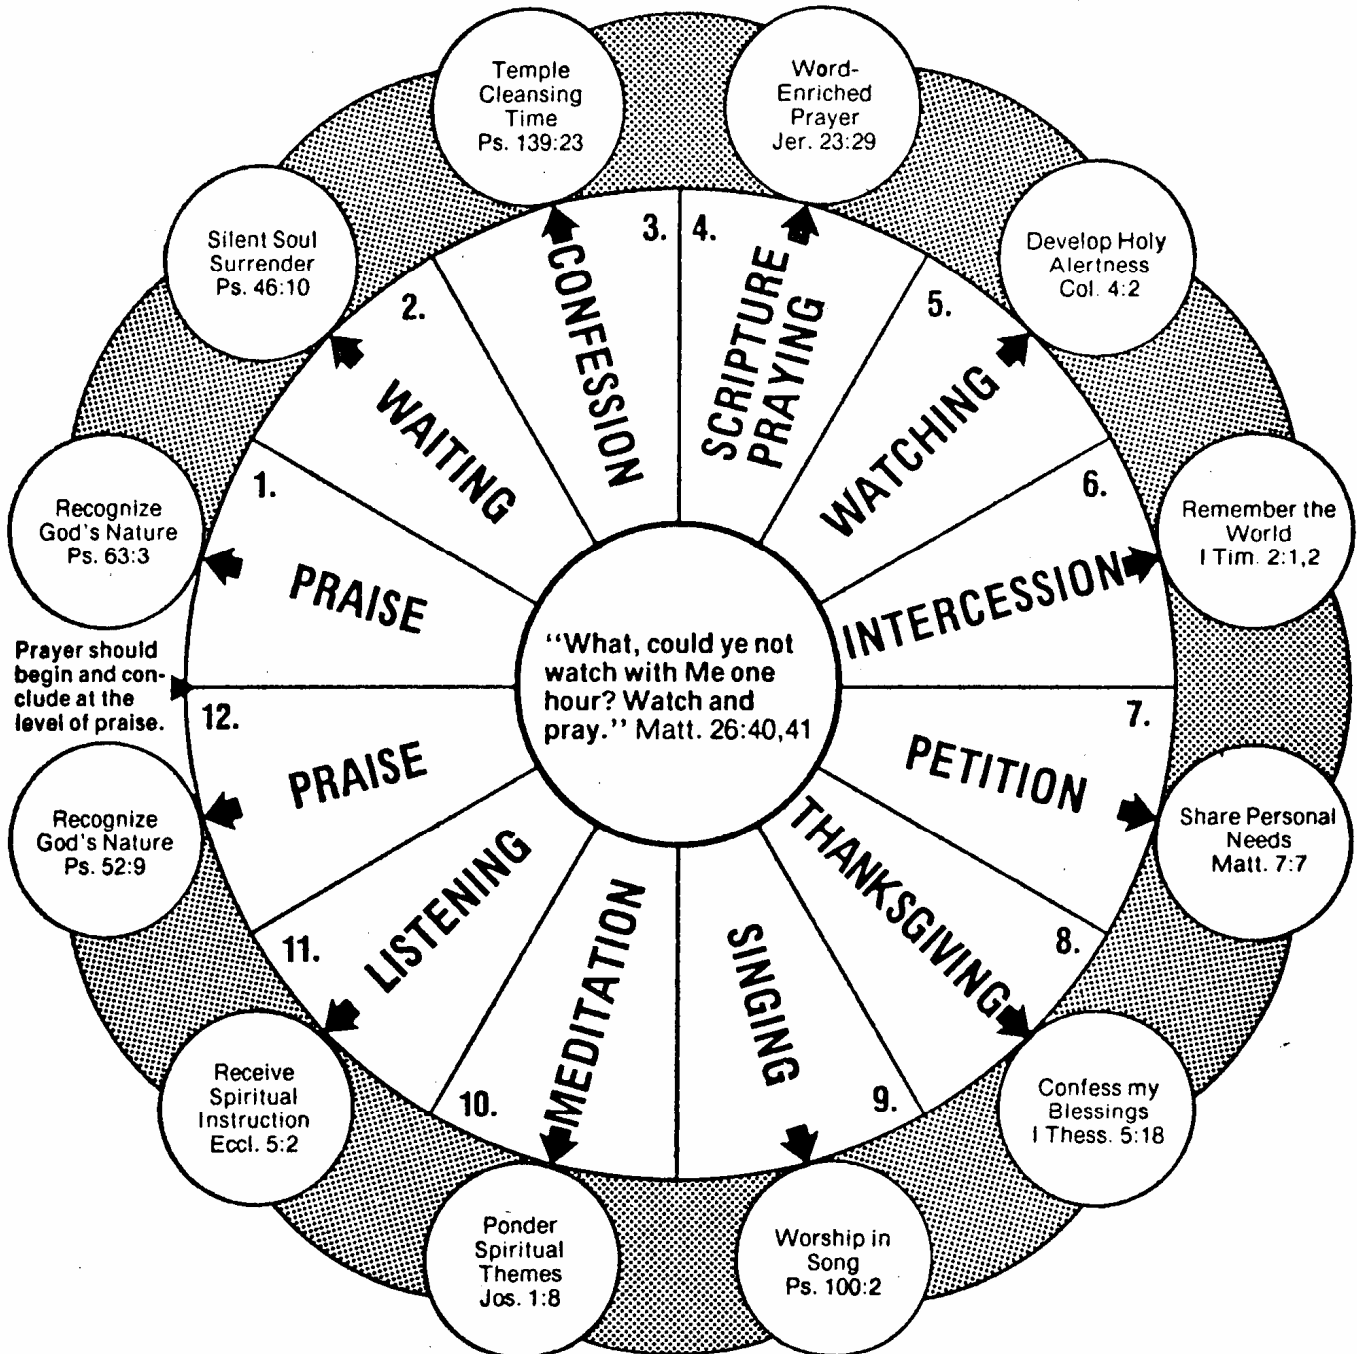 Prayer should
begin and con-
clude at the
level of praise.
"What, could ye not
watch with Me one
hour? Watch and
pray." Matt. 26:40,41
1.
PRAISE
Recognize
God's Nature
Ps. 63:3
2.
WAITING
Silent Soul
Surrender
Ps. 46:10
3.
CONFESSION
Temple
Cleansing
Time
Ps. 139:23
4.
SCRIPTURE
PRAYING
Word-
Enriched
Prayer
Jer. 23:29
5.
WATCHING
Develop Holy
Alertness
Col. 4:2
6.
INTERCESSION
Remember the
World
I Tim. 2:1,2
7.
PETITION
Share Personal
Needs
Matt. 7:7
8.
THANKSGIVING
Confess my
Blessings
I Thess. 5:18
9.
SINGING
Worship in
Song
Ps. 100:2
10.
MEDITATION
Ponder
Spiritual
Themes
Jos. 1:8
11.
LISTENING
Receive
Spiritual
Instruction
Eccl. 5:2
12.
PRAISE
Recognize
God's Nature
Ps. 52:9